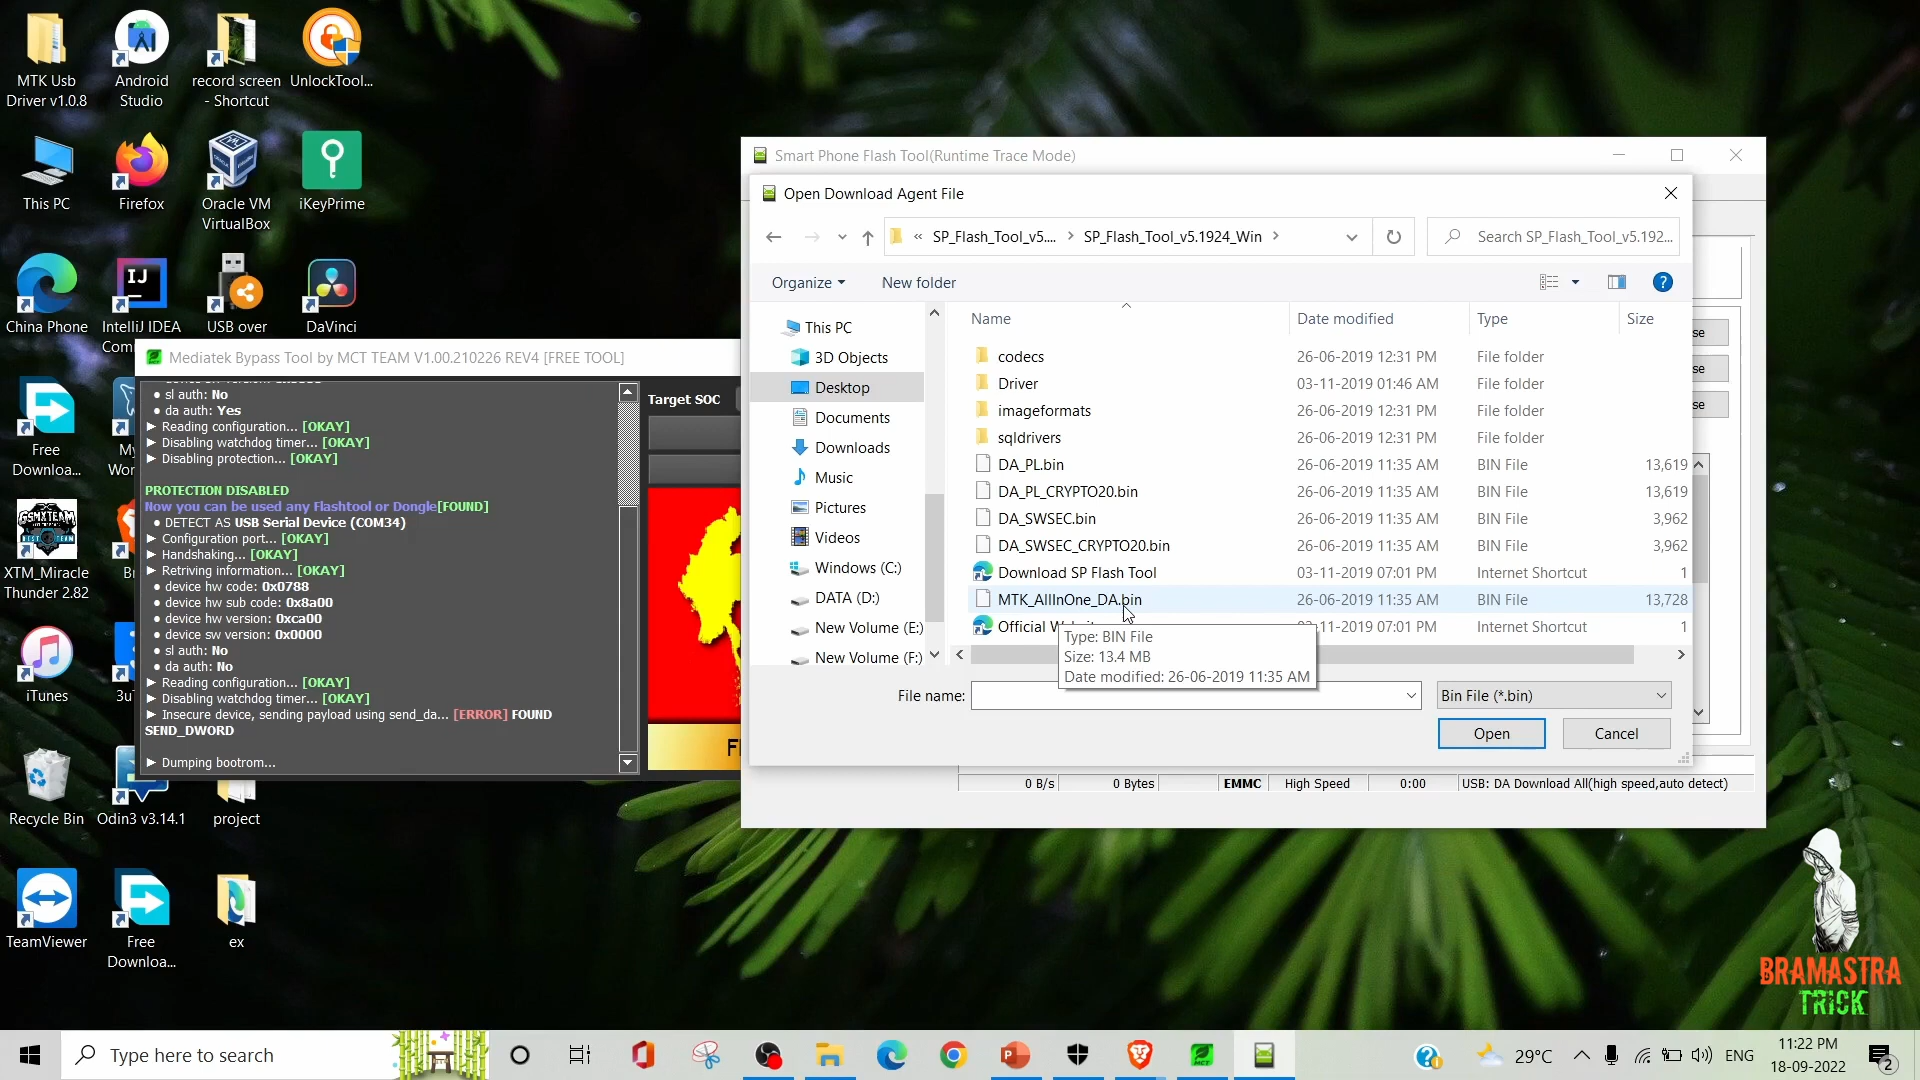 MTK Usb
Driver v1.0.8
Android
Studio
record screen
- Shortcut
UnlockTool...
This PC
Firefox
Oracle VM
VirtualBox
iKeyPrime
China Phone
IntelliJ IDEA
Com
USB over
DaVinci
Free
Downloa...
My
Wor
GSMXTEAM
BEST TEAM
XTM_Miracle
Thunder 2.82
Br
iTunes
3u
Recycle Bin
Odin3 v3.14.1
project
TeamViewer
Free
Downloa...
ex
Mediatek Bypass Tool by MCT TEAM V1.00.210226 REV4 [FREE TOOL]
• sl auth: No
• da auth: Yes
► Reading configuration... [OKAY]
► Disabling watchdog timer... [OKAY]
► Disabling protection... [OKAY]
PROTECTION DISABLED
Now you can be used any Flashtool or Dongle[FOUND]
• DETECT AS USB Serial Device (COM34)
► Configuration port... [OKAY]
► Handshaking... [OKAY]
► Retriving information... [OKAY]
• device hw code: 0x0788
• device hw sub code: 0x8a00
• device hw version: 0xca00
• device sw version: 0x0000
• sl auth: No
• da auth: No
► Reading configuration... [OKAY]
► Disabling watchdog timer... [OKAY]
► Insecure device, sending payload using send_da... [ERROR] FOUND
SEND_DWORD
► Dumping bootrom...
Target SOC
F
Smart Phone Flash Tool(Runtime Trace Mode)
Open Download Agent File
« SP_Flash_Tool_v5.... > SP_Flash_Tool_v5.1924_Win >
Search SP_Flash_Tool_v5.192...
Organize
New folder
This PC
3D Objects
Desktop
Documents
Downloads
Music
Pictures
Videos
Windows (C:)
DATA (D:)
New Volume (E:)
New Volume (F:)
Name Date modified Type Size
codecs 26-06-2019 12:31 PM File folder
Driver 03-11-2019 01:46 AM File folder
imageformats 26-06-2019 12:31 PM File folder
sqldrivers 26-06-2019 12:31 PM File folder
DA_PL.bin 26-06-2019 11:35 AM BIN File 13,619
DA_PL_CRYPTO20.bin 26-06-2019 11:35 AM BIN File 13,619
DA_SWSEC.bin 26-06-2019 11:35 AM BIN File 3,962
DA_SWSEC_CRYPTO20.bin 26-06-2019 11:35 AM BIN File 3,962
Download SP Flash Tool 03-11-2019 07:01 PM Internet Shortcut 1
MTK_AllInOne_DA.bin 26-06-2019 11:35 AM BIN File 13,728
Official 03-11-2019 07:01 PM Internet Shortcut 1
Type: BIN File
Size: 13.4 MB
Date modified: 26-06-2019 11:35 AM
File name:
Bin File (*.bin)
Open
Cancel
se
se
se
0 B/s
0 Bytes
EMMC
High Speed
0:00
USB: DA Download All(high speed,auto detect)
BRAMASTRA
TRICK
Type here to search
29°C
ENG
11:22 PM
18-09-2022
2